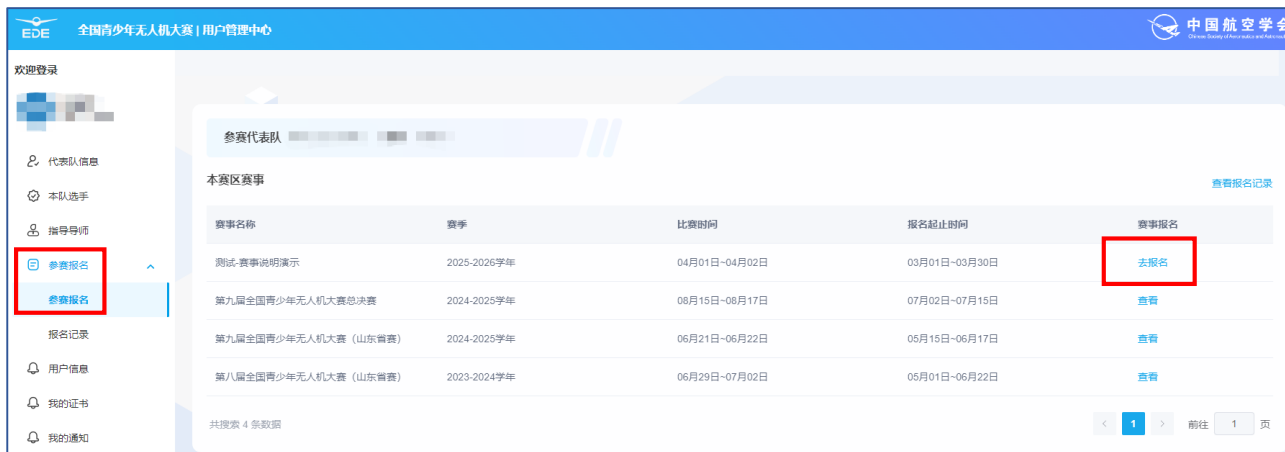 EDE 全国青少年无人机大赛 | 用户管理中心 中国航空学会
Chinese Society of Aeronautics and Astronautics
欢迎登录
参赛代表队
代表队信息
本队选手
指导导师
参赛报名
参赛报名
报名记录
用户信息
我的证书
我的通知
本赛区赛事 查看报名记录
赛事名称 赛季 比赛时间 报名起止时间 赛事报名
测试-赛事说明演示 2025-2026学年 04月01日~04月02日 03月01日~03月30日 去报名
第九届全国青少年无人机大赛总决赛 2024-2025学年 08月15日~08月17日 07月02日~07月15日 查看
第九届全国青少年无人机大赛（山东省赛） 2024-2025学年 06月21日~06月22日 05月15日~06月17日 查看
第八届全国青少年无人机大赛（山东省赛） 2023-2024学年 06月29日~07月02日 05月01日~06月22日 查看
共搜索 4 条数据 < 1 > 前往 1 页